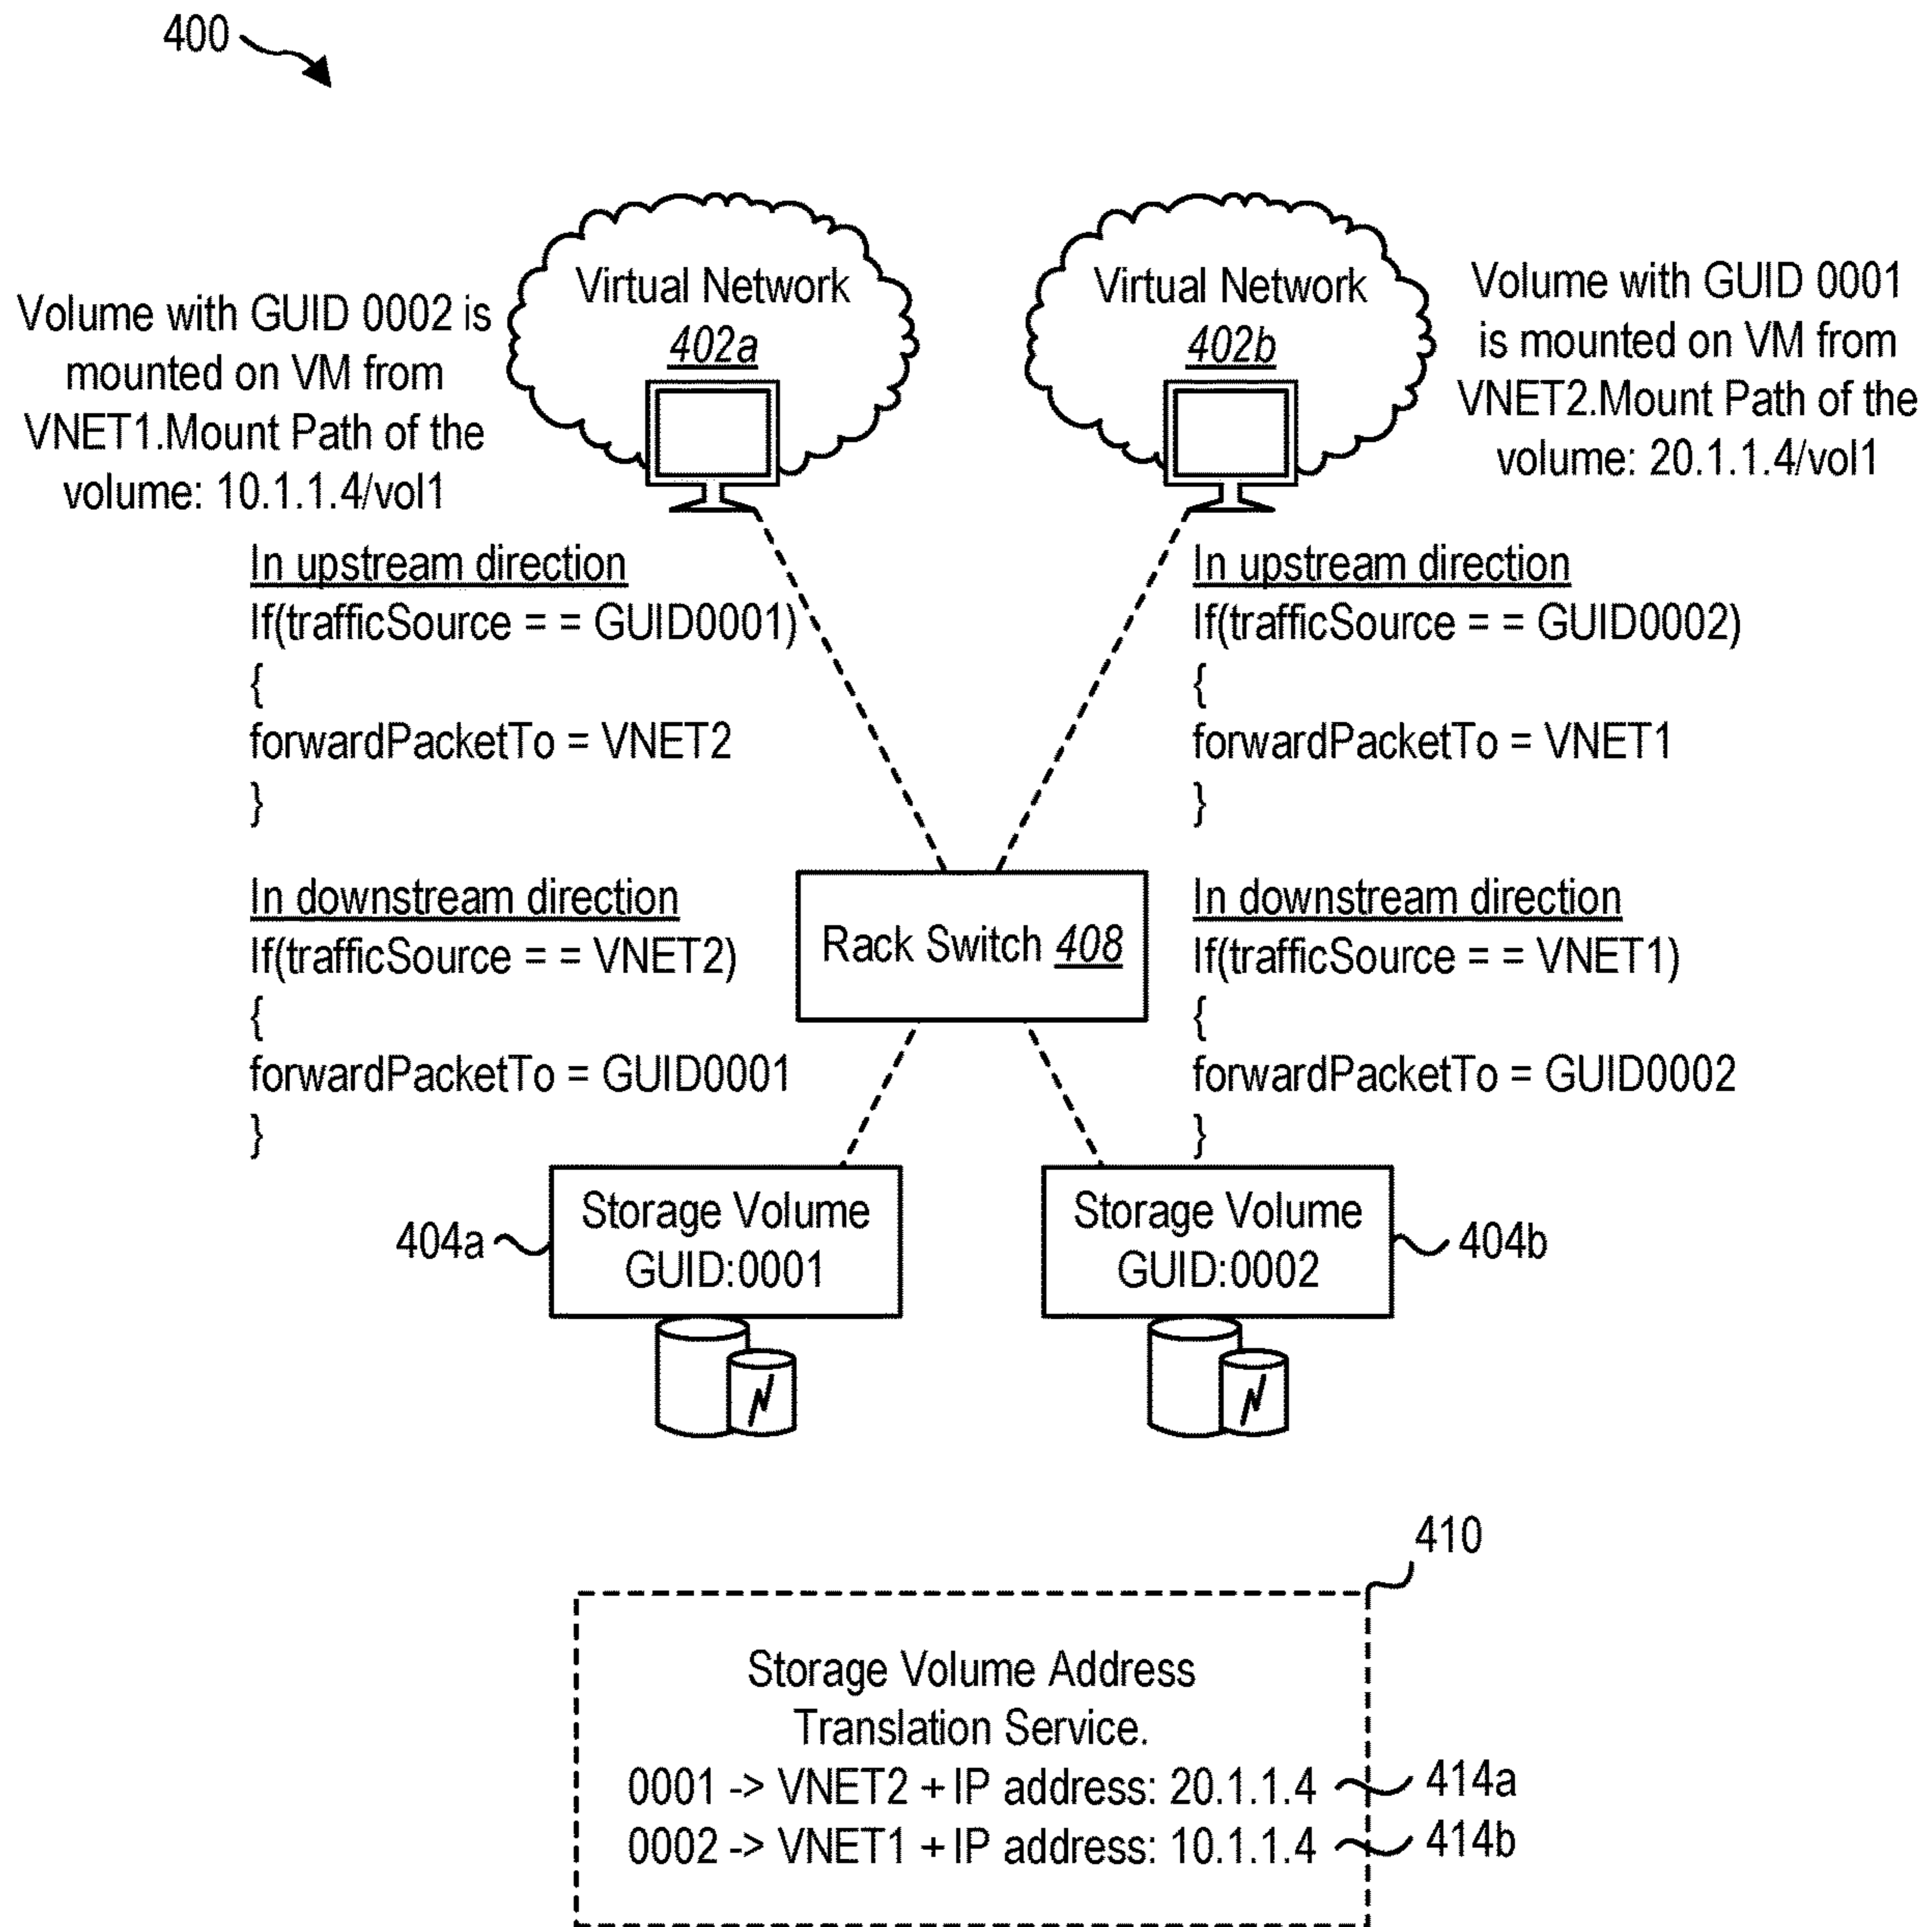 400
Virtual Network
402a
Virtual Network
402b
Volume with GUID 0002 is
mounted on VM from
VNET1.Mount Path of the
volume: 10.1.1.4/vol1
Volume with GUID 0001
is mounted on VM from
VNET2.Mount Path of the
volume: 20.1.1.4/vol1
In upstream direction
If(trafficSource = = GUID0001)
{
forwardPacketTo = VNET2
}
In upstream direction
If(trafficSource = = GUID0002)
{
forwardPacketTo = VNET1
}
Rack Switch 408
In downstream direction
If(trafficSource = = VNET2)
{
forwardPacketTo = GUID0001
}
In downstream direction
If(trafficSource = = VNET1)
{
forwardPacketTo = GUID0002
}
404a
Storage Volume
GUID:0001
Storage Volume
GUID:0002
404b
410
Storage Volume Address
Translation Service.
0001 -> VNET2 + IP address: 20.1.1.4
414a
0002 -> VNET1 + IP address: 10.1.1.4
414b